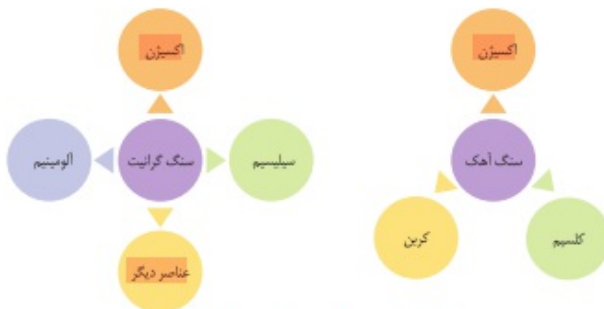 اکسیژن
اکسیژن
سنگ آهک
سنگ گرانیت
سیلیسیم
آلومینیم
کلسیم
کربن
عناصر دیگر